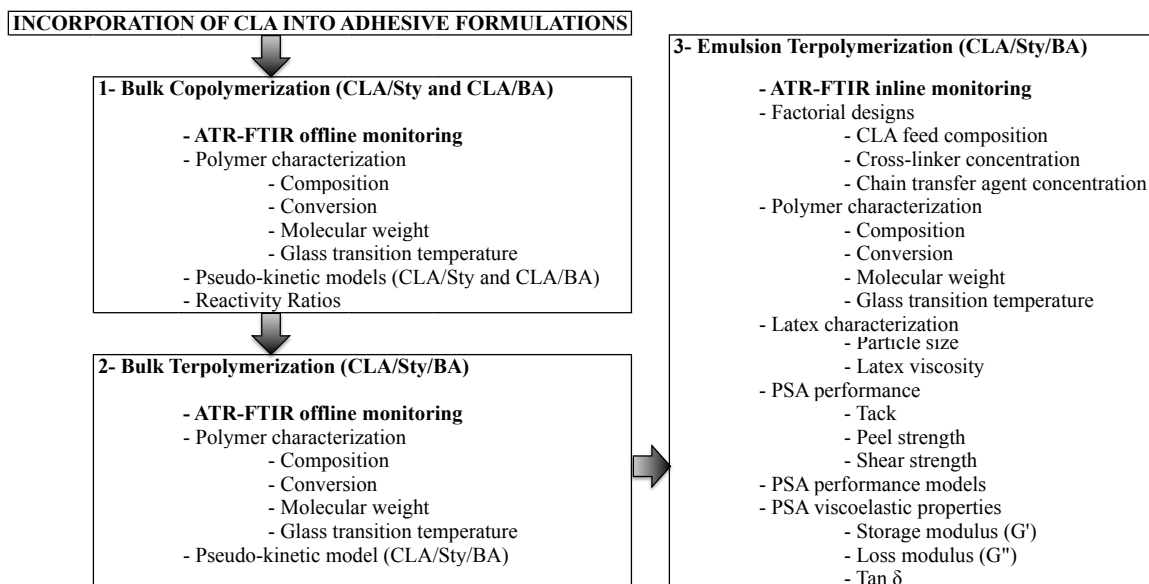 INCORPORATION OF CLA INTO ADHESIVE FORMULATIONS
1- Bulk Copolymerization (CLA/Sty and CLA/BA)
- ATR-FTIR offline monitoring
- Polymer characterization
- Composition
- Conversion
- Molecular weight
- Glass transition temperature
- Pseudo-kinetic models (CLA/Sty and CLA/BA)
- Reactivity Ratios
2- Bulk Terpolymerization (CLA/Sty/BA)
- ATR-FTIR offline monitoring
- Polymer characterization
- Composition
- Conversion
- Molecular weight
- Glass transition temperature
- Pseudo-kinetic model (CLA/Sty/BA)
3- Emulsion Terpolymerization (CLA/Sty/BA)
- ATR-FTIR inline monitoring
- Factorial designs
- CLA feed composition
- Cross-linker concentration
- Chain transfer agent concentration
- Polymer characterization
- Composition
- Conversion
- Molecular weight
- Glass transition temperature
- Latex characterization
- Particle size
- Latex viscosity
- PSA performance
- Tack
- Peel strength
- Shear strength
- PSA performance models
- PSA viscoelastic properties
- Storage modulus (G')
- Loss modulus (G")
- Tan δ